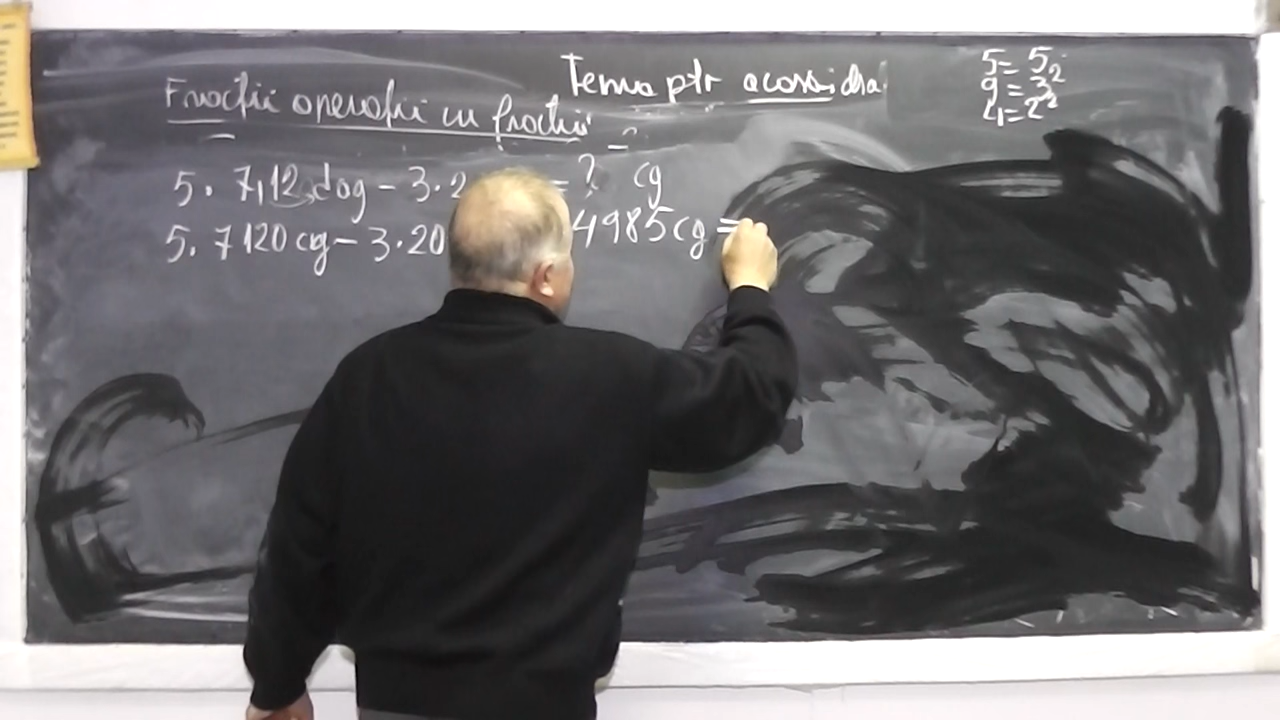 Tema ptr acasă
Fracții operații cu fracții
5 = 5
9 = 3²
4 = 2²
5. 7,12 dag - 3·2 = ? cg
5. 7120 cg - 3·20 4985 cg =